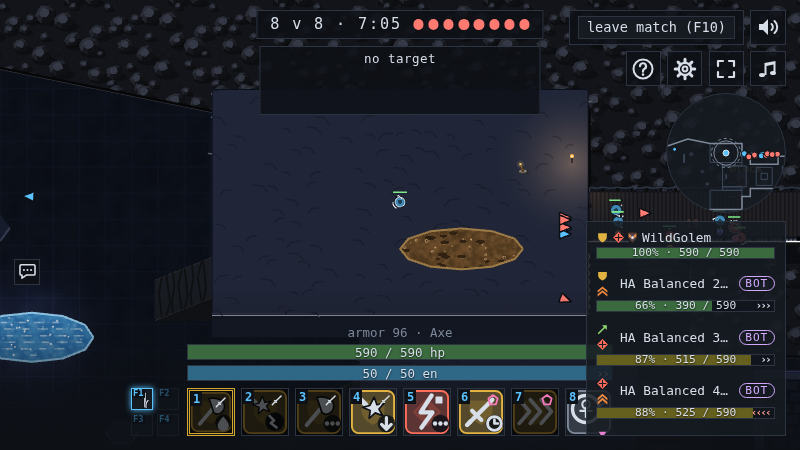 8 v 8 · 7:05
leave match (F10)
no target
WildGolem
100% · 590 / 590
HA Balanced 2… BOT
66% · 390 / 590 ›››
HA Balanced 3… BOT
87% · 515 / 590 ››
HA Balanced 4… BOT
88% · 525 / 590 ‹‹‹‹
armor 96 · Axe
590 / 590 hp
50 / 50 en
F1 F2
F3 F4
1 2 3 4 5 6 7 8